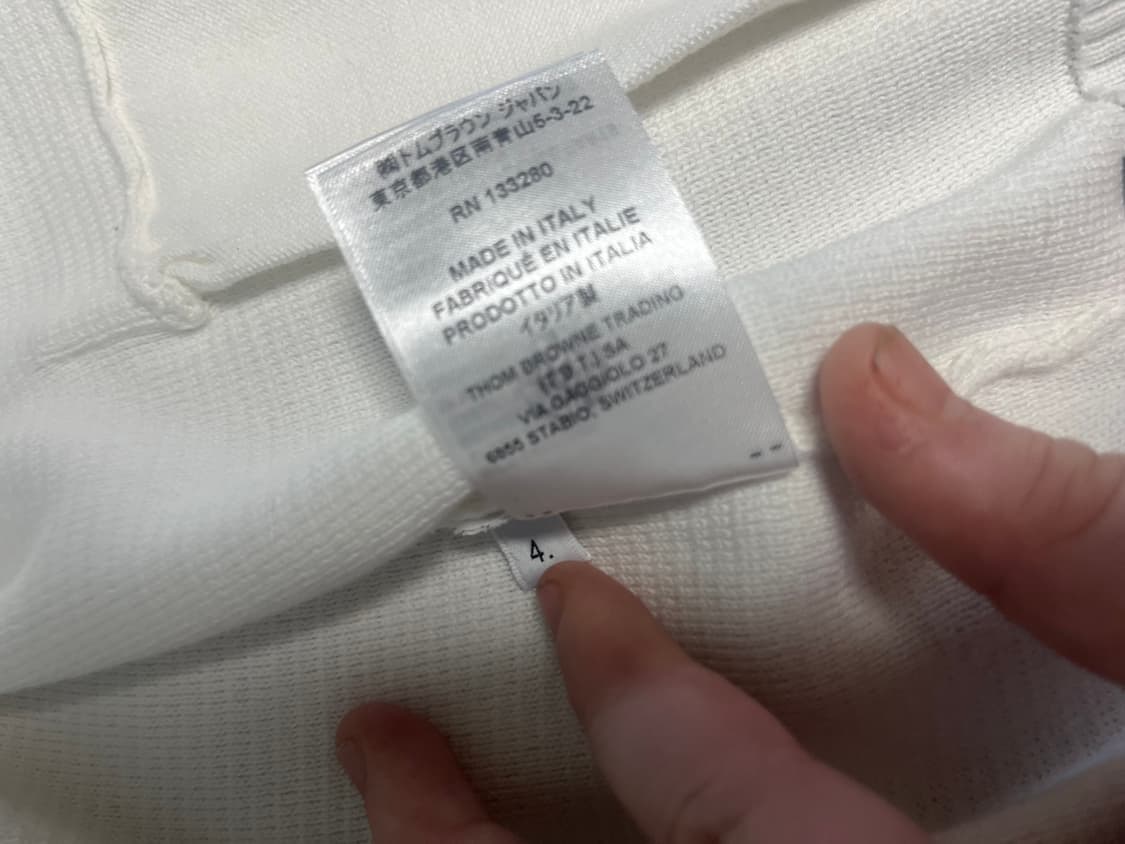 ㈱トムブラウン ジャパン
東京都港区南青山5-3-22
RN 133280
MADE IN ITALY
FABRIQUÉ EN ITALIE
PRODOTTO IN ITALIA
イタリア製
THOM BROWNE TRADING
SA
VIA GAGGIOLO 27
6855 STABIO, SWITZERLAND
4.